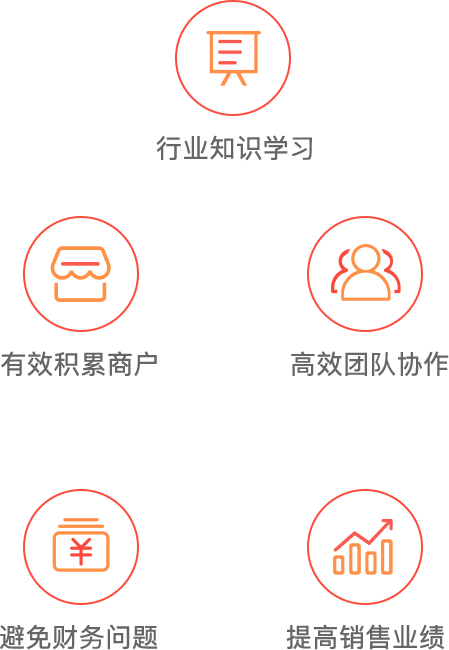 行业知识学习
有效积累商户
高效团队协作
¥
避免财务问题
提高销售业绩